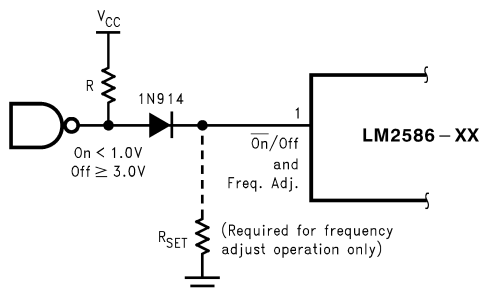 V_CC
R
1N914
1
On < 1.0V
Off ≥ 3.0V
O̅n̅/Off
and
Freq. Adj.
LM2586-XX
R_SET
(Required for frequency
adjust operation only)